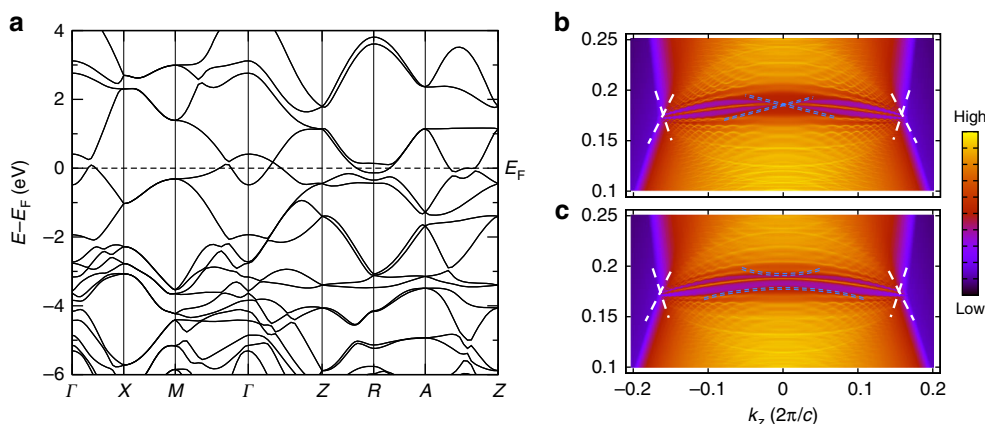 a
E–E_F (eV)
4
2
0
−2
−4
−6
Γ X M Γ Z R A Z
E_F
b
0.25
0.2
0.15
0.1
c
0.25
0.2
0.15
0.1
−0.2 −0.1 0 0.1 0.2
k_z (2π/c)
High
Low